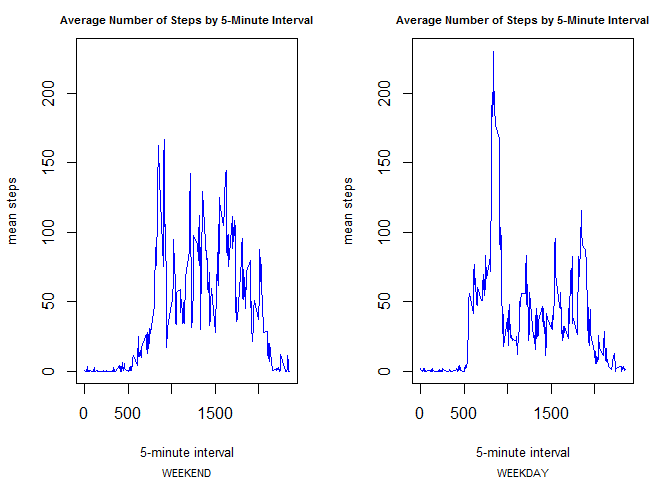 Average Number of Steps by 5-Minute Interval
mean steps
200
150
100
50
0
0 500 1500
5-minute interval
WEEKEND
Average Number of Steps by 5-Minute Interval
mean steps
200
150
100
50
0
0 500 1500
5-minute interval
WEEKDAY